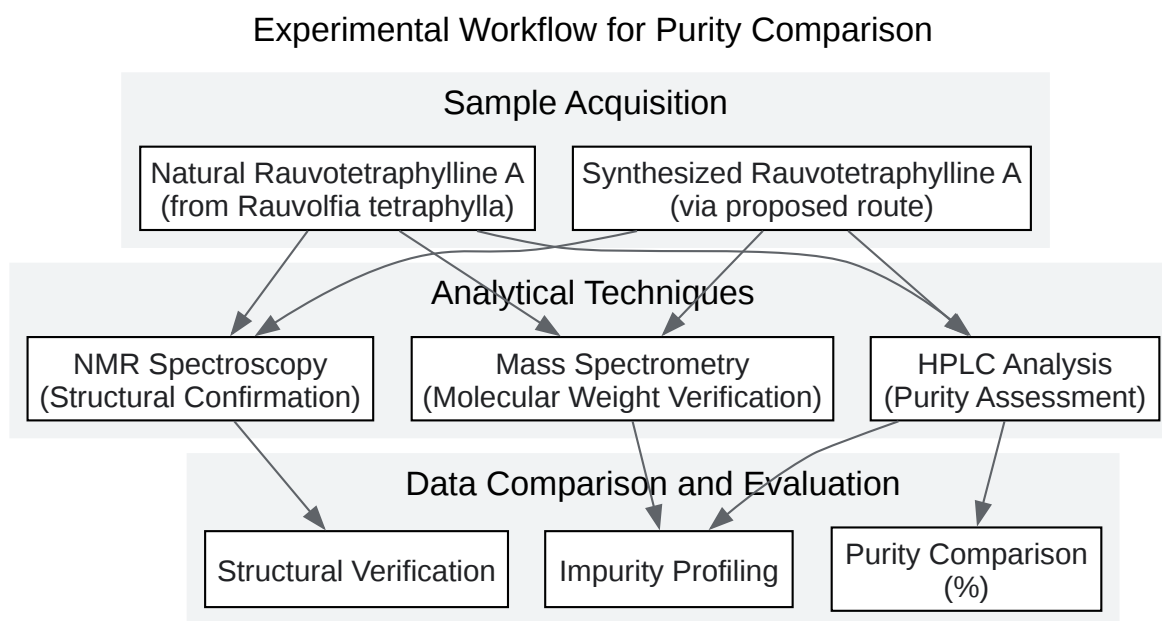 Experimental Workflow for Purity Comparison
Sample Acquisition
Natural Rauvotetraphylline A
(from Rauvolfia tetraphylla)
Synthesized Rauvotetraphylline A
(via proposed route)
Analytical Techniques
NMR Spectroscopy
(Structural Confirmation)
Mass Spectrometry
(Molecular Weight Verification)
HPLC Analysis
(Purity Assessment)
Data Comparison and Evaluation
Structural Verification
Impurity Profiling
Purity Comparison
(%)